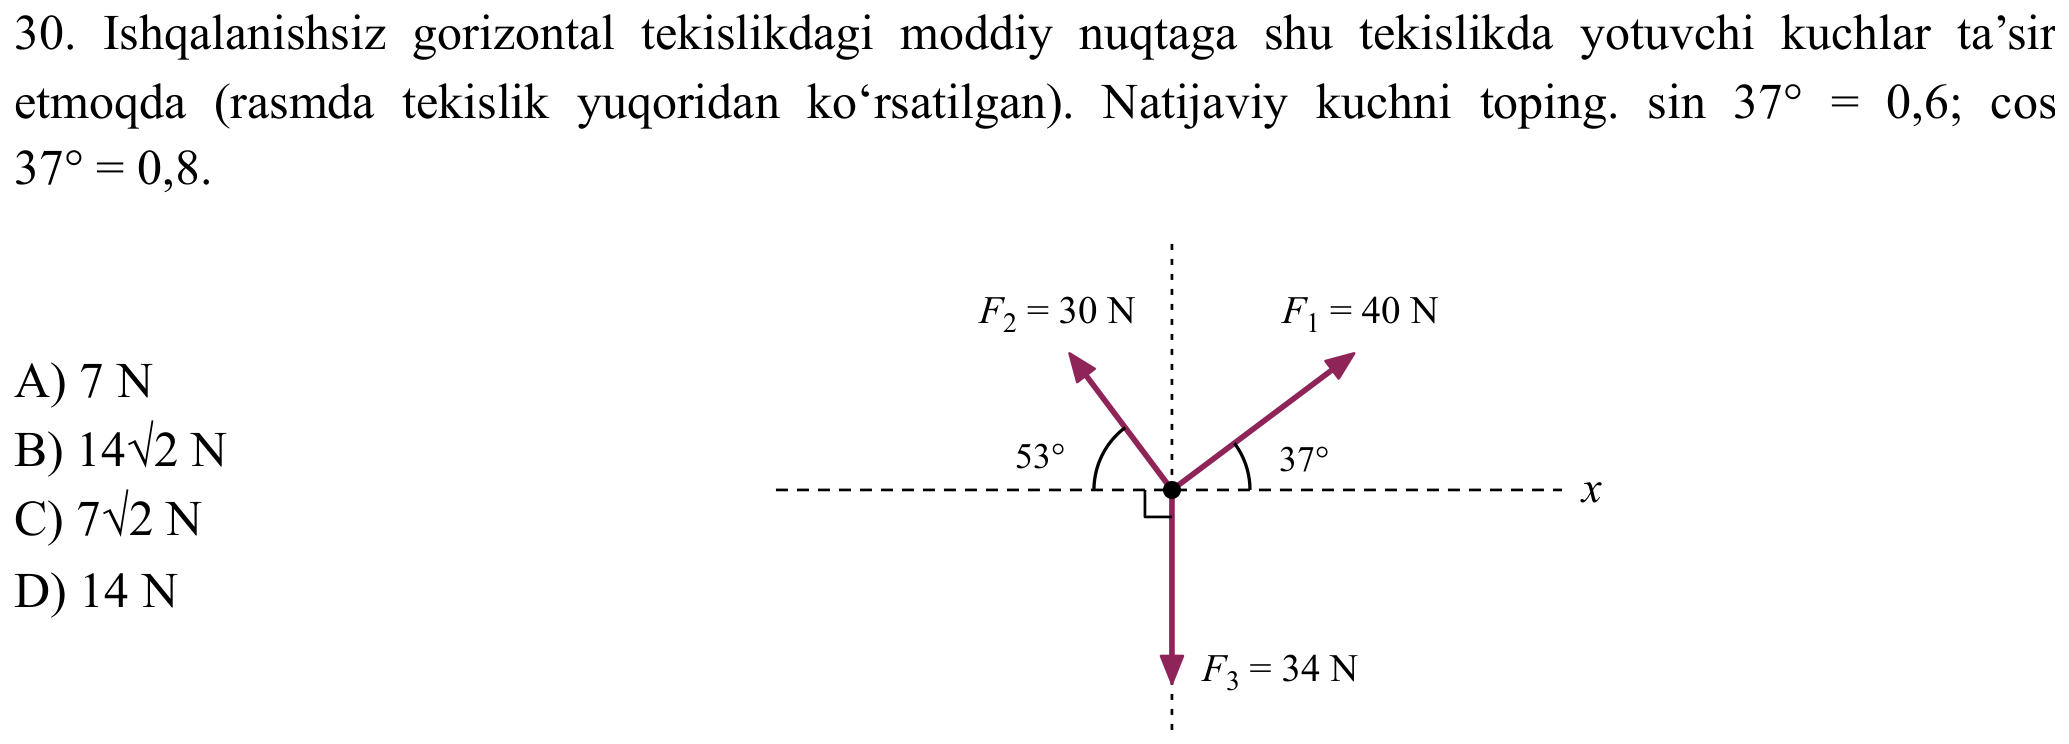 30. Ishqalanishsiz gorizontal tekislikdagi moddiy nuqtaga shu tekislikda yotuvchi kuchlar ta’sir
etmoqda (rasmda tekislik yuqoridan ko‘rsatilgan). Natijaviy kuchni toping. sin 37° = 0,6; cos
37° = 0,8.
F₂ = 30 N
F₁ = 40 N
A) 7 N
B) 14√2 N
53°
37°
x
C) 7√2 N
D) 14 N
F₃ = 34 N